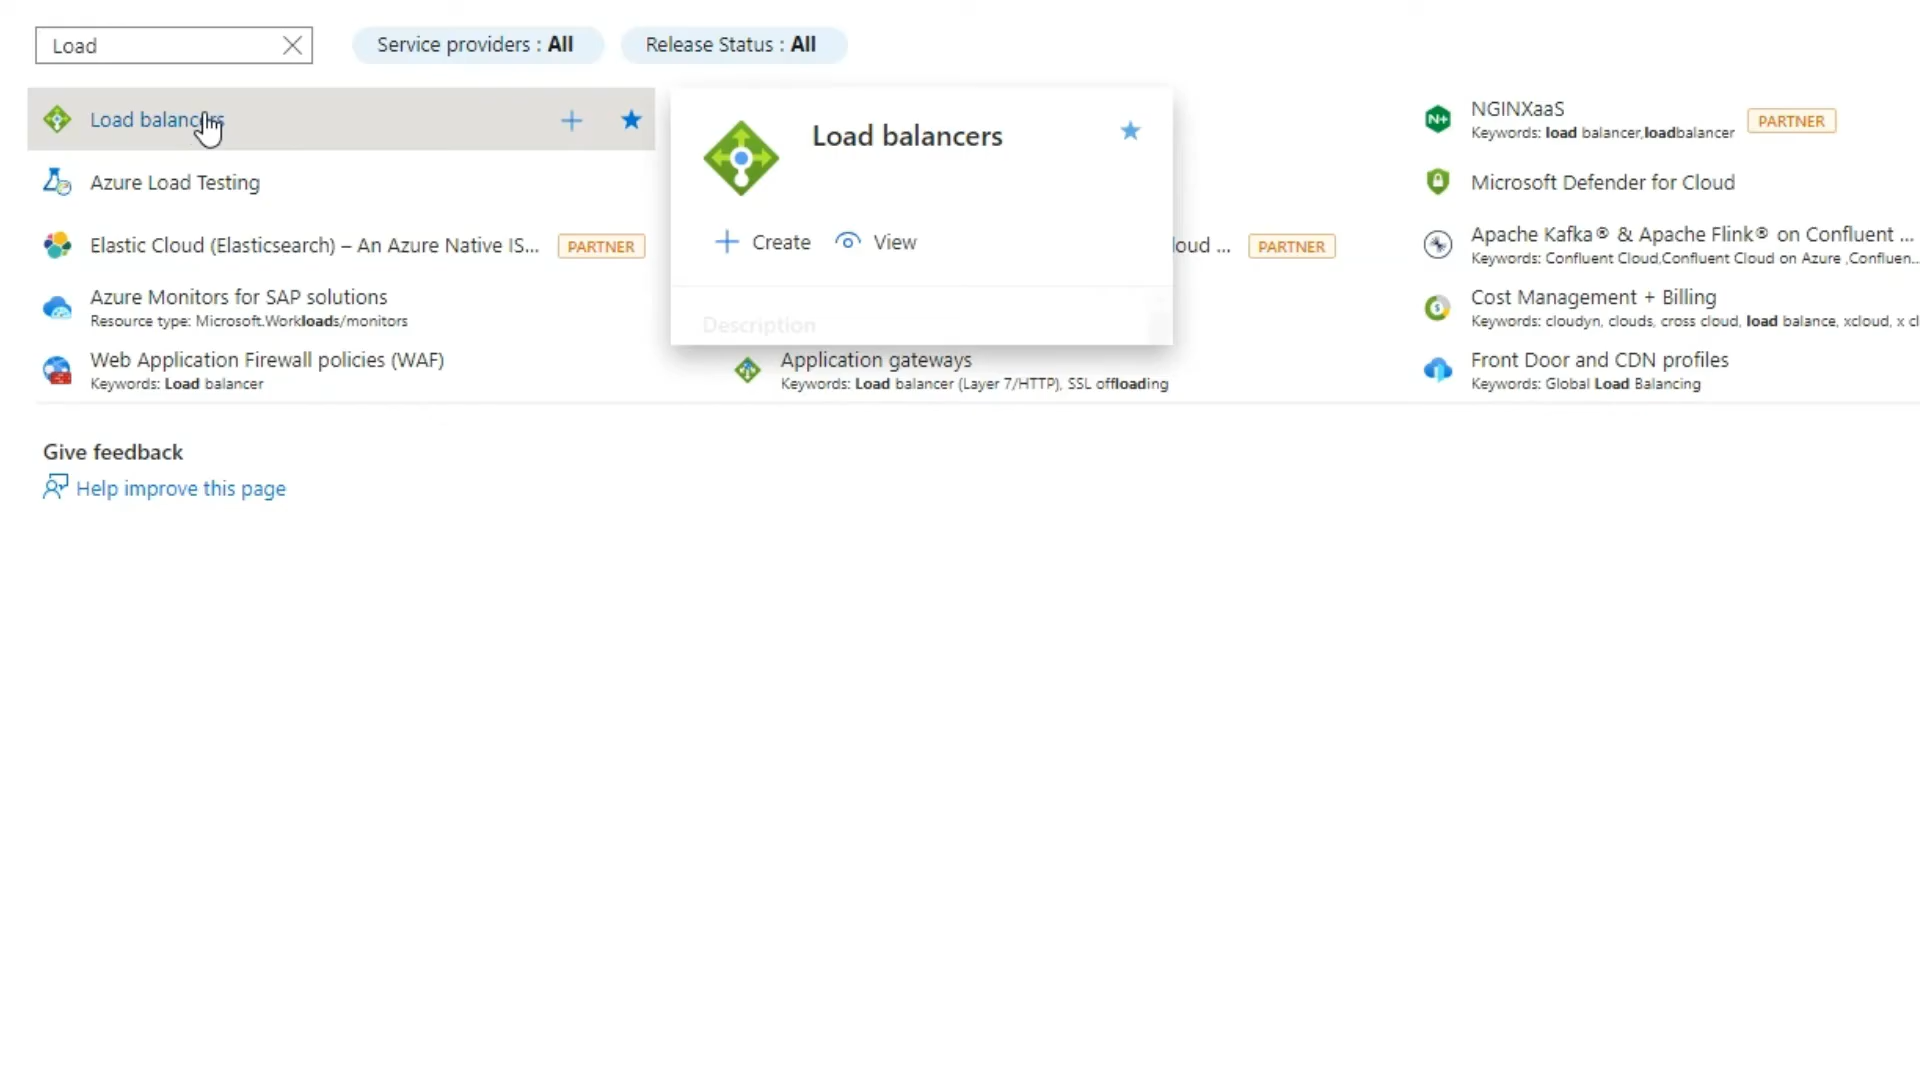 Load
Service providers : All
Release Status : All
Load balancers
Azure Load Testing
Elastic Cloud (Elasticsearch) – An Azure Native IS...
PARTNER
Azure Monitors for SAP solutions
Resource type: Microsoft.Workloads/monitors
Web Application Firewall policies (WAF)
Keywords: Load balancer
Load balancers
Create
View
Description
loud ...
PARTNER
Application gateways
Keywords: Load balancer (Layer 7/HTTP), SSL offloading
NGINXaaS
Keywords: load balancer,loadbalancer
PARTNER
Microsoft Defender for Cloud
Apache Kafka® & Apache Flink® on Confluent ...
Keywords: Confluent Cloud,Confluent Cloud on Azure ,Confluen...
Cost Management + Billing
Keywords: cloudyn, clouds, cross cloud, load balance, xcloud, x cl
Front Door and CDN profiles
Keywords: Global Load Balancing
Give feedback
Help improve this page